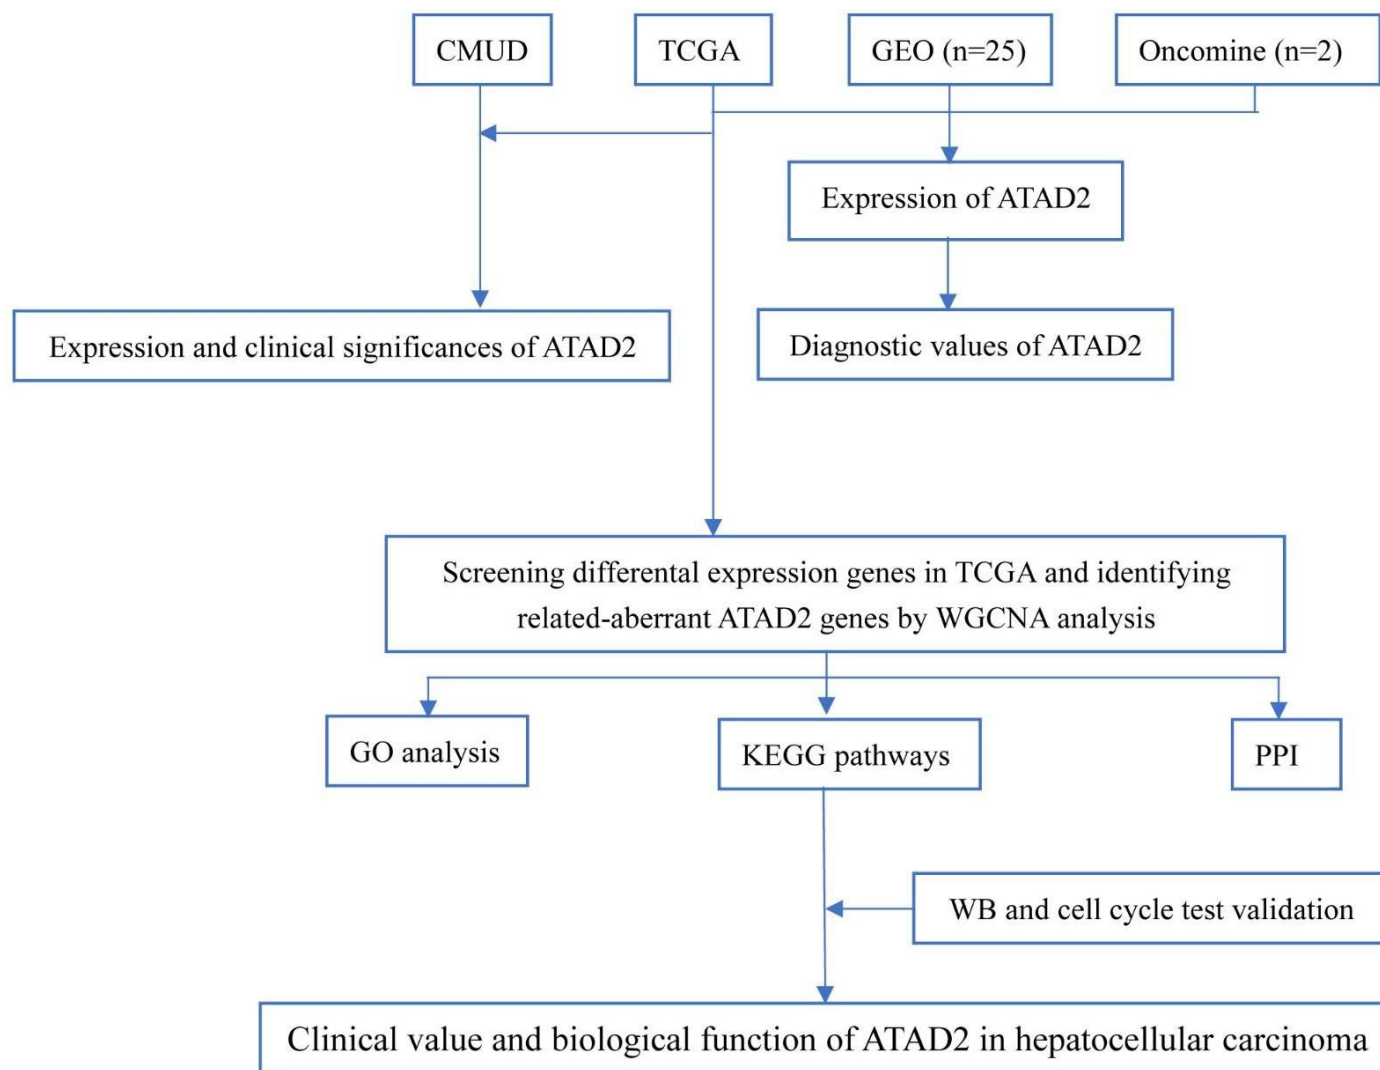 CMUD
TCGA
GEO (n=25)
Oncomine (n=2)
Expression of ATAD2
Expression and clinical significances of ATAD2
Diagnostic values of ATAD2
Screening differental expression genes in TCGA and identifying
related-aberrant ATAD2 genes by WGCNA analysis
GO analysis
KEGG pathways
PPI
WB and cell cycle test validation
Clinical value and biological function of ATAD2 in hepatocellular carcinoma